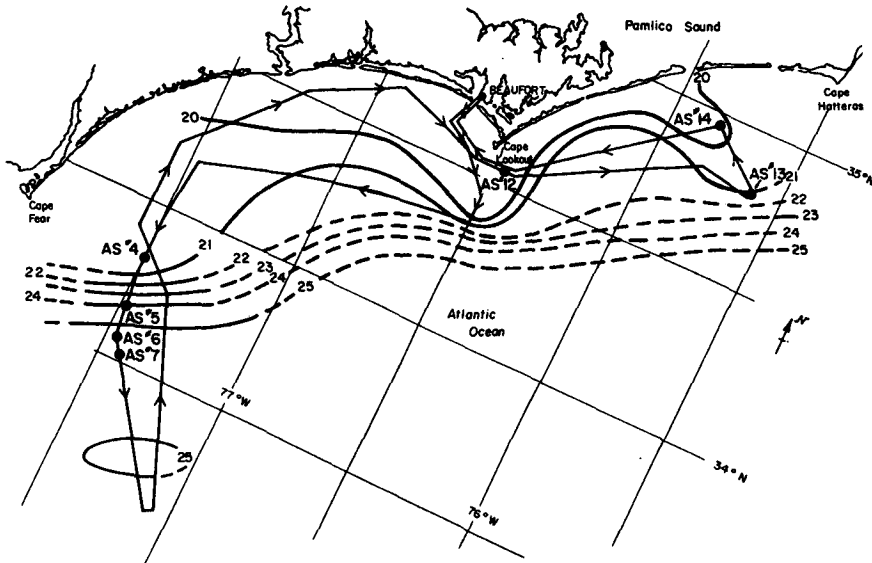 Pamlico Sound
20
Cape
Hatteras
BEAUFORT
20
AS#14
Cape
Lookout
35°N
AS#12
AS#13
21
22
Cape
Fear
23
AS#4
21
22
24
22
23
25
24
24
25
AS#5
Atlantic
Ocean
N
AS#6
AS#7
77°W
25
34°N
76°W